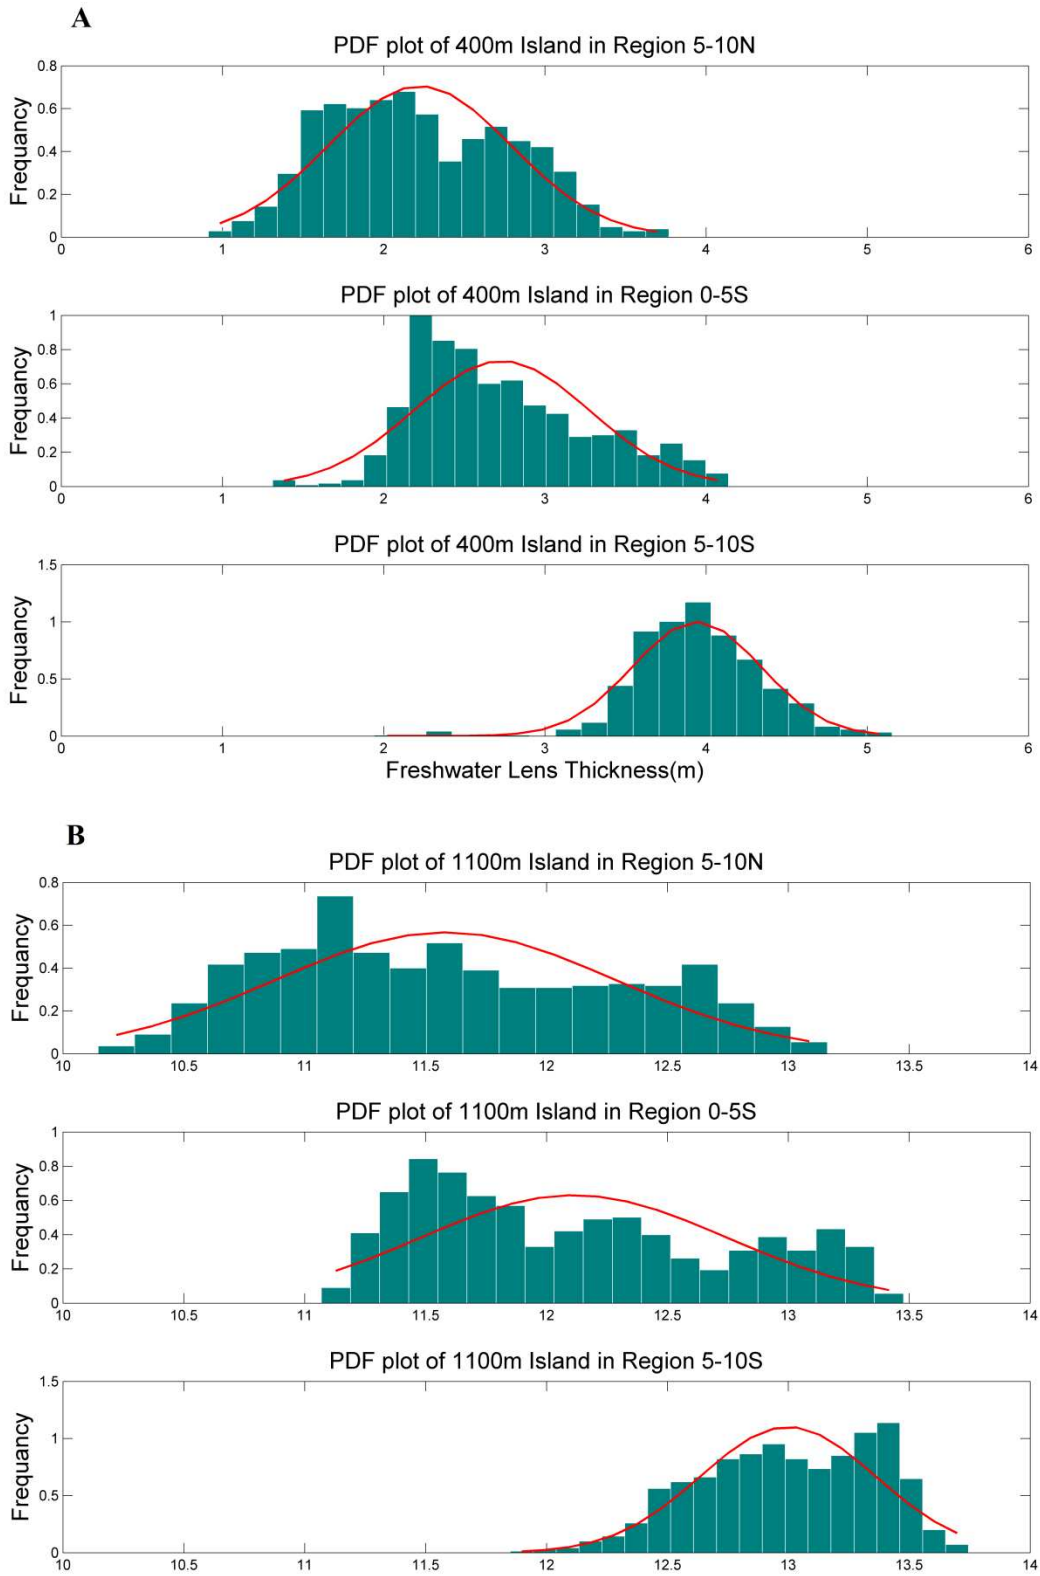 A
PDF plot of 400m Island in Region 5-10N
Frequancy
0.8
0.6
0.4
0.2
0
0 1 2 3 4 5 6
PDF plot of 400m Island in Region 0-5S
Frequancy
1
0.8
0.6
0.4
0.2
0
0 1 2 3 4 5 6
PDF plot of 400m Island in Region 5-10S
Frequancy
1.5
1
0.5
0
0 1 2 3 4 5 6
Freshwater Lens Thickness(m)
B
PDF plot of 1100m Island in Region 5-10N
Frequancy
0.8
0.6
0.4
0.2
0
10 10.5 11 11.5 12 12.5 13 13.5 14
PDF plot of 1100m Island in Region 0-5S
Frequancy
1
0.8
0.6
0.4
0.2
0
10 10.5 11 11.5 12 12.5 13 13.5 14
PDF plot of 1100m Island in Region 5-10S
Frequancy
1.5
1
0.5
0
10 10.5 11 11.5 12 12.5 13 13.5 14